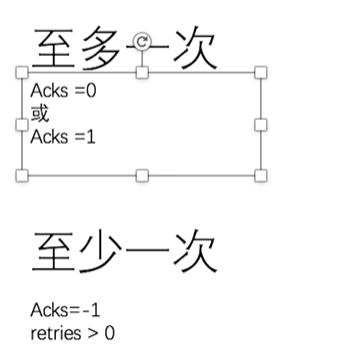 至多一次
Acks =0
或
Acks =1
至少一次
Acks=-1
retries > 0